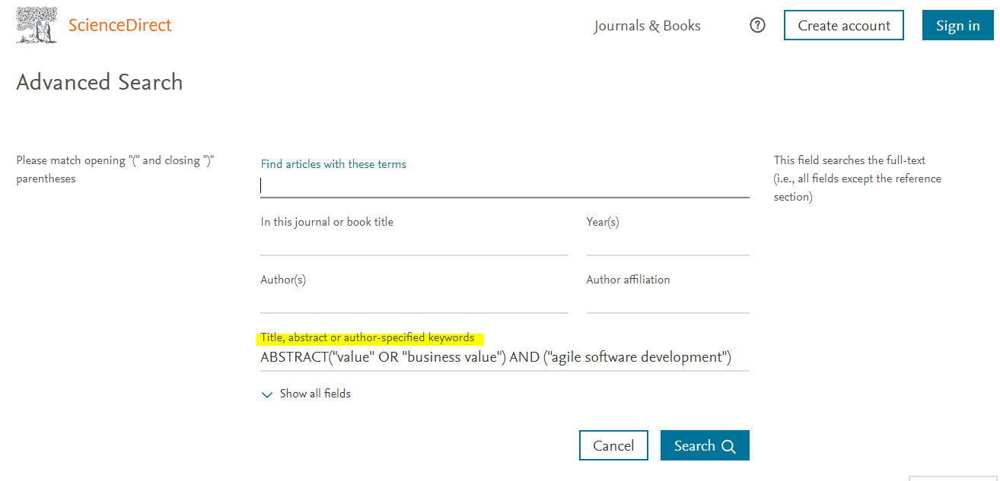 ScienceDirect
Journals & Books
?
Create account
Sign in
Advanced Search
Please match opening "(" and closing ")"
parentheses
Find articles with these terms
This field searches the full-text
(i.e., all fields except the reference
section)
In this journal or book title
Year(s)
Author(s)
Author affiliation
Title, abstract or author-specified keywords
ABSTRACT("value" OR "business value") AND ("agile software development")
Show all fields
Cancel
Search